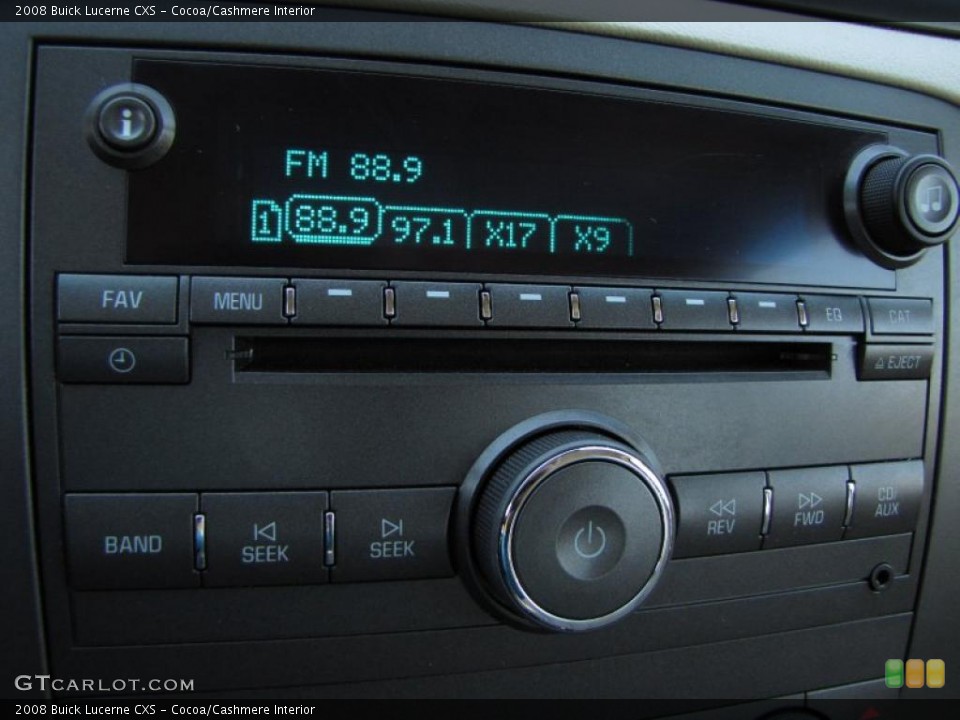 2008 Buick Lucerne CXS - Cocoa/Cashmere Interior
i
FM 88.9
1 88.9 97.1 X17 X9
FAV MENU EQ CAT
EJECT
BAND SEEK SEEK REV FWD CD/AUX
GTCARLOT.COM
2008 Buick Lucerne CXS - Cocoa/Cashmere Interior